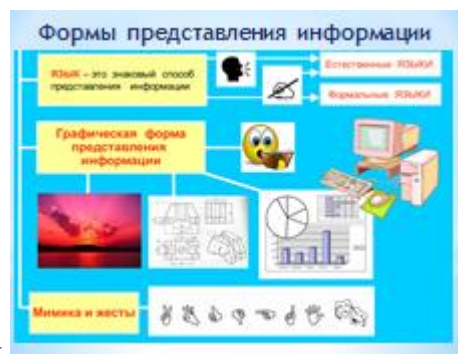 Формы представления информации
ЯЗЫК – это знаковый способ
представления информации
Естественные ЯЗЫКИ
Формальные ЯЗЫКИ
Графическая форма
представления
информации
Мимика и жесты